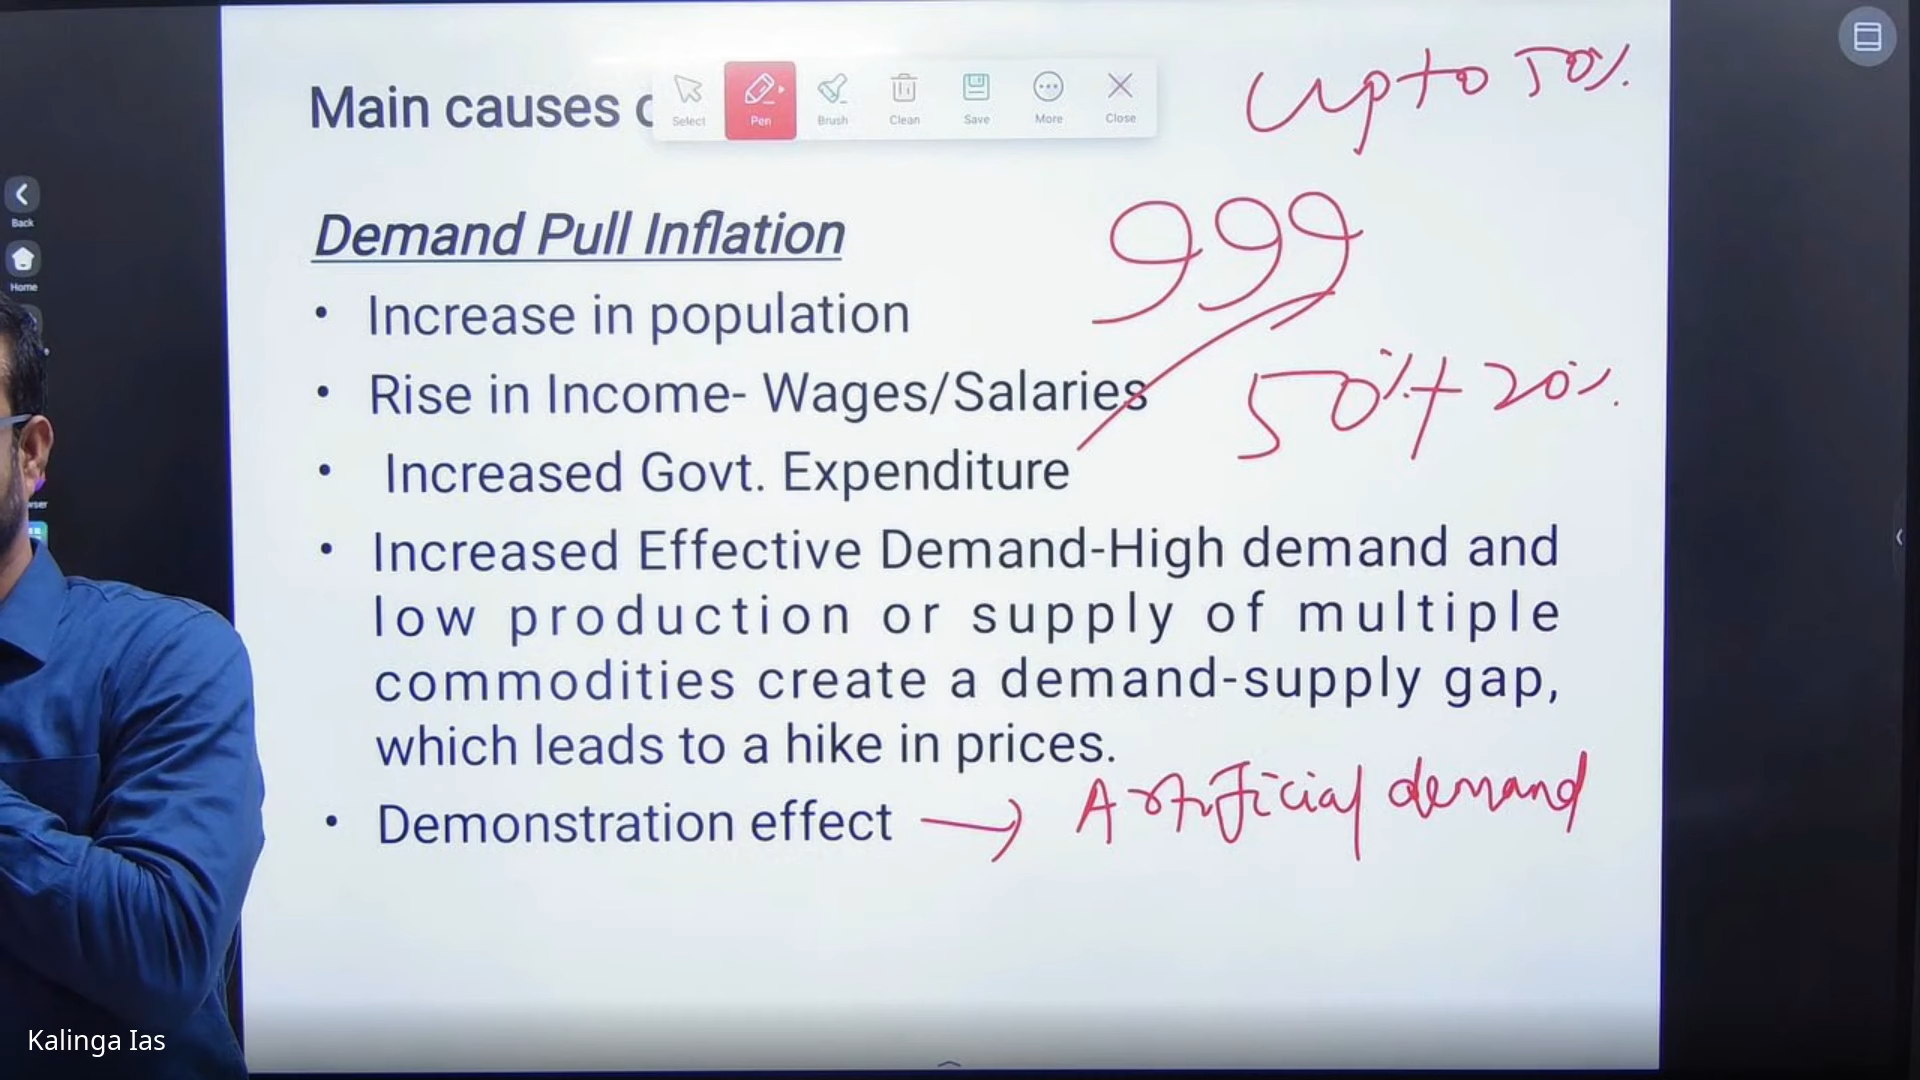 Main causes
Select
Pen
Brush
Clean
Save
More
Close
upto 50%
Back
Home
Demand Pull Inflation
999
• Increase in population
• Rise in Income- Wages/Salaries
50% + 20%
• Increased Govt. Expenditure
• Increased Effective Demand-High demand and
low production or supply of multiple
commodities create a demand-supply gap,
which leads to a hike in prices.
• Demonstration effect → Artificial demand
Kalinga Ias